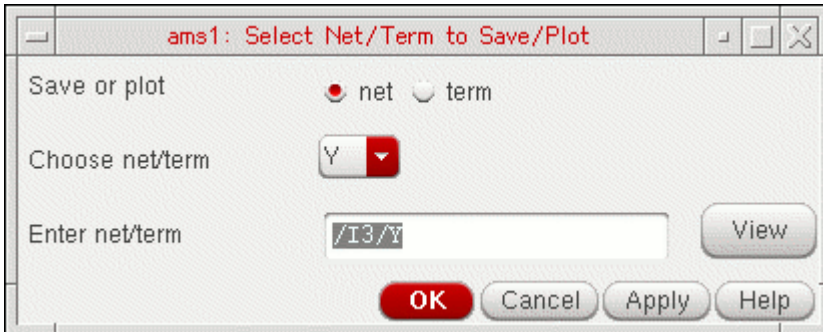 ams1: Select Net/Term to Save/Plot
Save or plot net term
Choose net/term Y
Enter net/term /I3/Y View
OK Cancel Apply Help